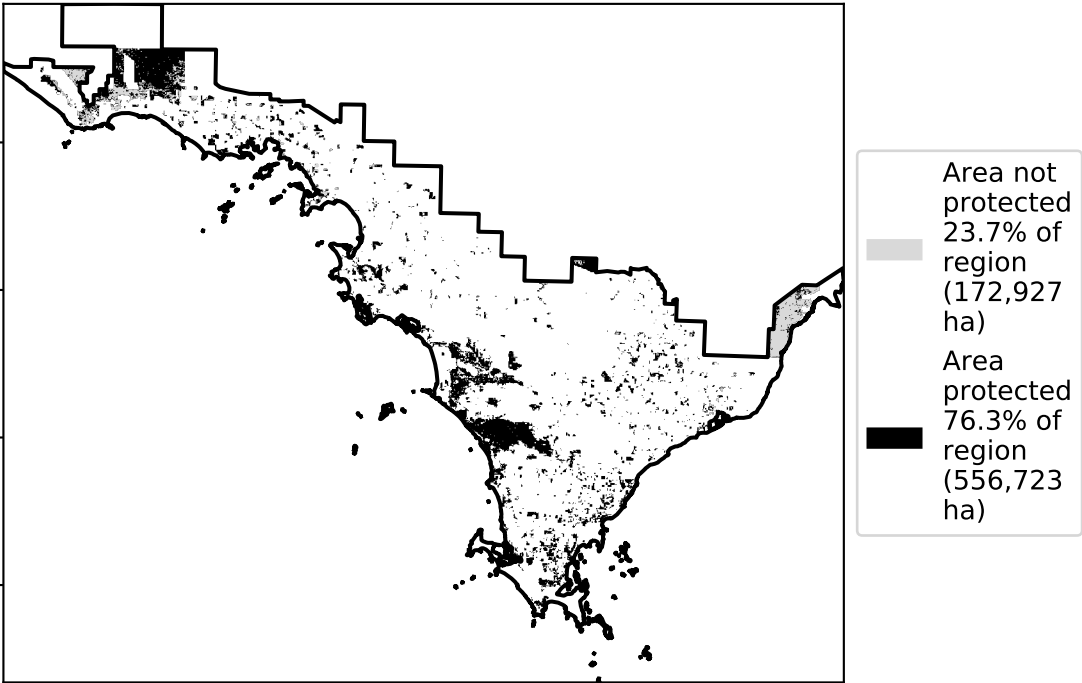 Area not
protected
23.7% of
region
(172,927
ha)
Area
protected
76.3% of
region
(556,723
ha)